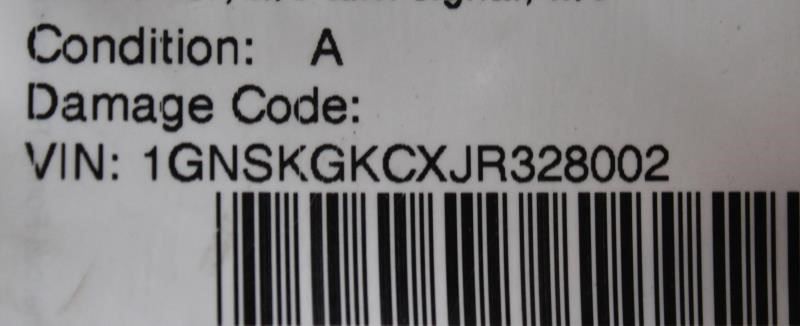 Condition: A
Damage Code:
VIN: 1GNSKGKCXJR328002